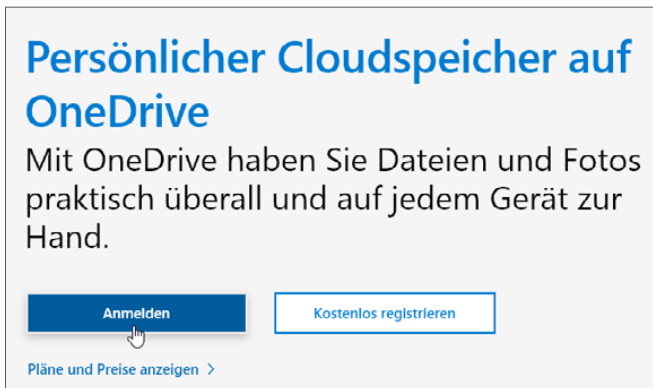 Persönlicher Cloudspeicher auf
OneDrive
Mit OneDrive haben Sie Dateien und Fotos
praktisch überall und auf jedem Gerät zur
Hand.
Anmelden
Kostenlos registrieren
Pläne und Preise anzeigen >